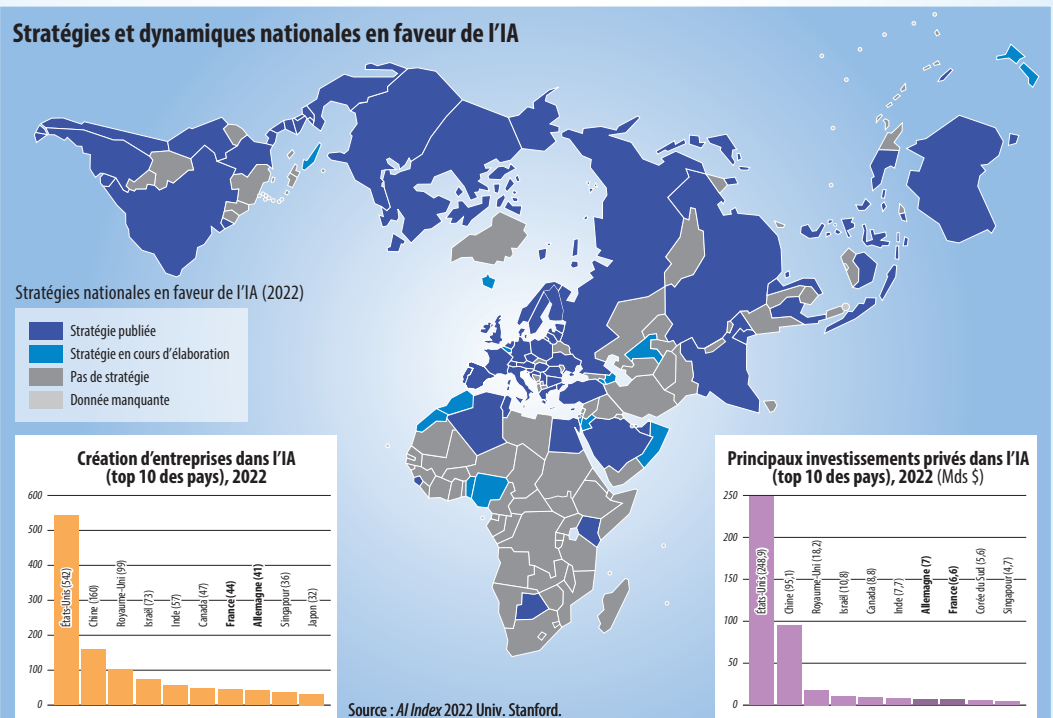 Stratégies et dynamiques nationales en faveur de l'IA
Stratégies nationales en faveur de l'IA (2022)
Stratégie publiée
Stratégie en cours d'élaboration
Pas de stratégie
Donnée manquante
Création d'entreprises dans l'IA
(top 10 des pays), 2022
600
500
400
300
200
100
0
États-Unis (542)
Chine (160)
Royaume-Uni (99)
Israël (73)
Inde (57)
Canada (47)
France (44)
Allemagne (41)
Singapour (36)
Japon (32)
Source : AI Index 2022 Univ. Stanford.
Principaux investissements privés dans l'IA
(top 10 des pays), 2022 (Mds $)
250
200
150
100
50
0
États-Unis (248,9)
Chine (95,1)
Royaume-Uni (18,2)
Israël (10,8)
Canada (8,8)
Inde (7,7)
Allemagne (7)
France (6,6)
Corée du Sud (5,6)
Singapour (4,7)